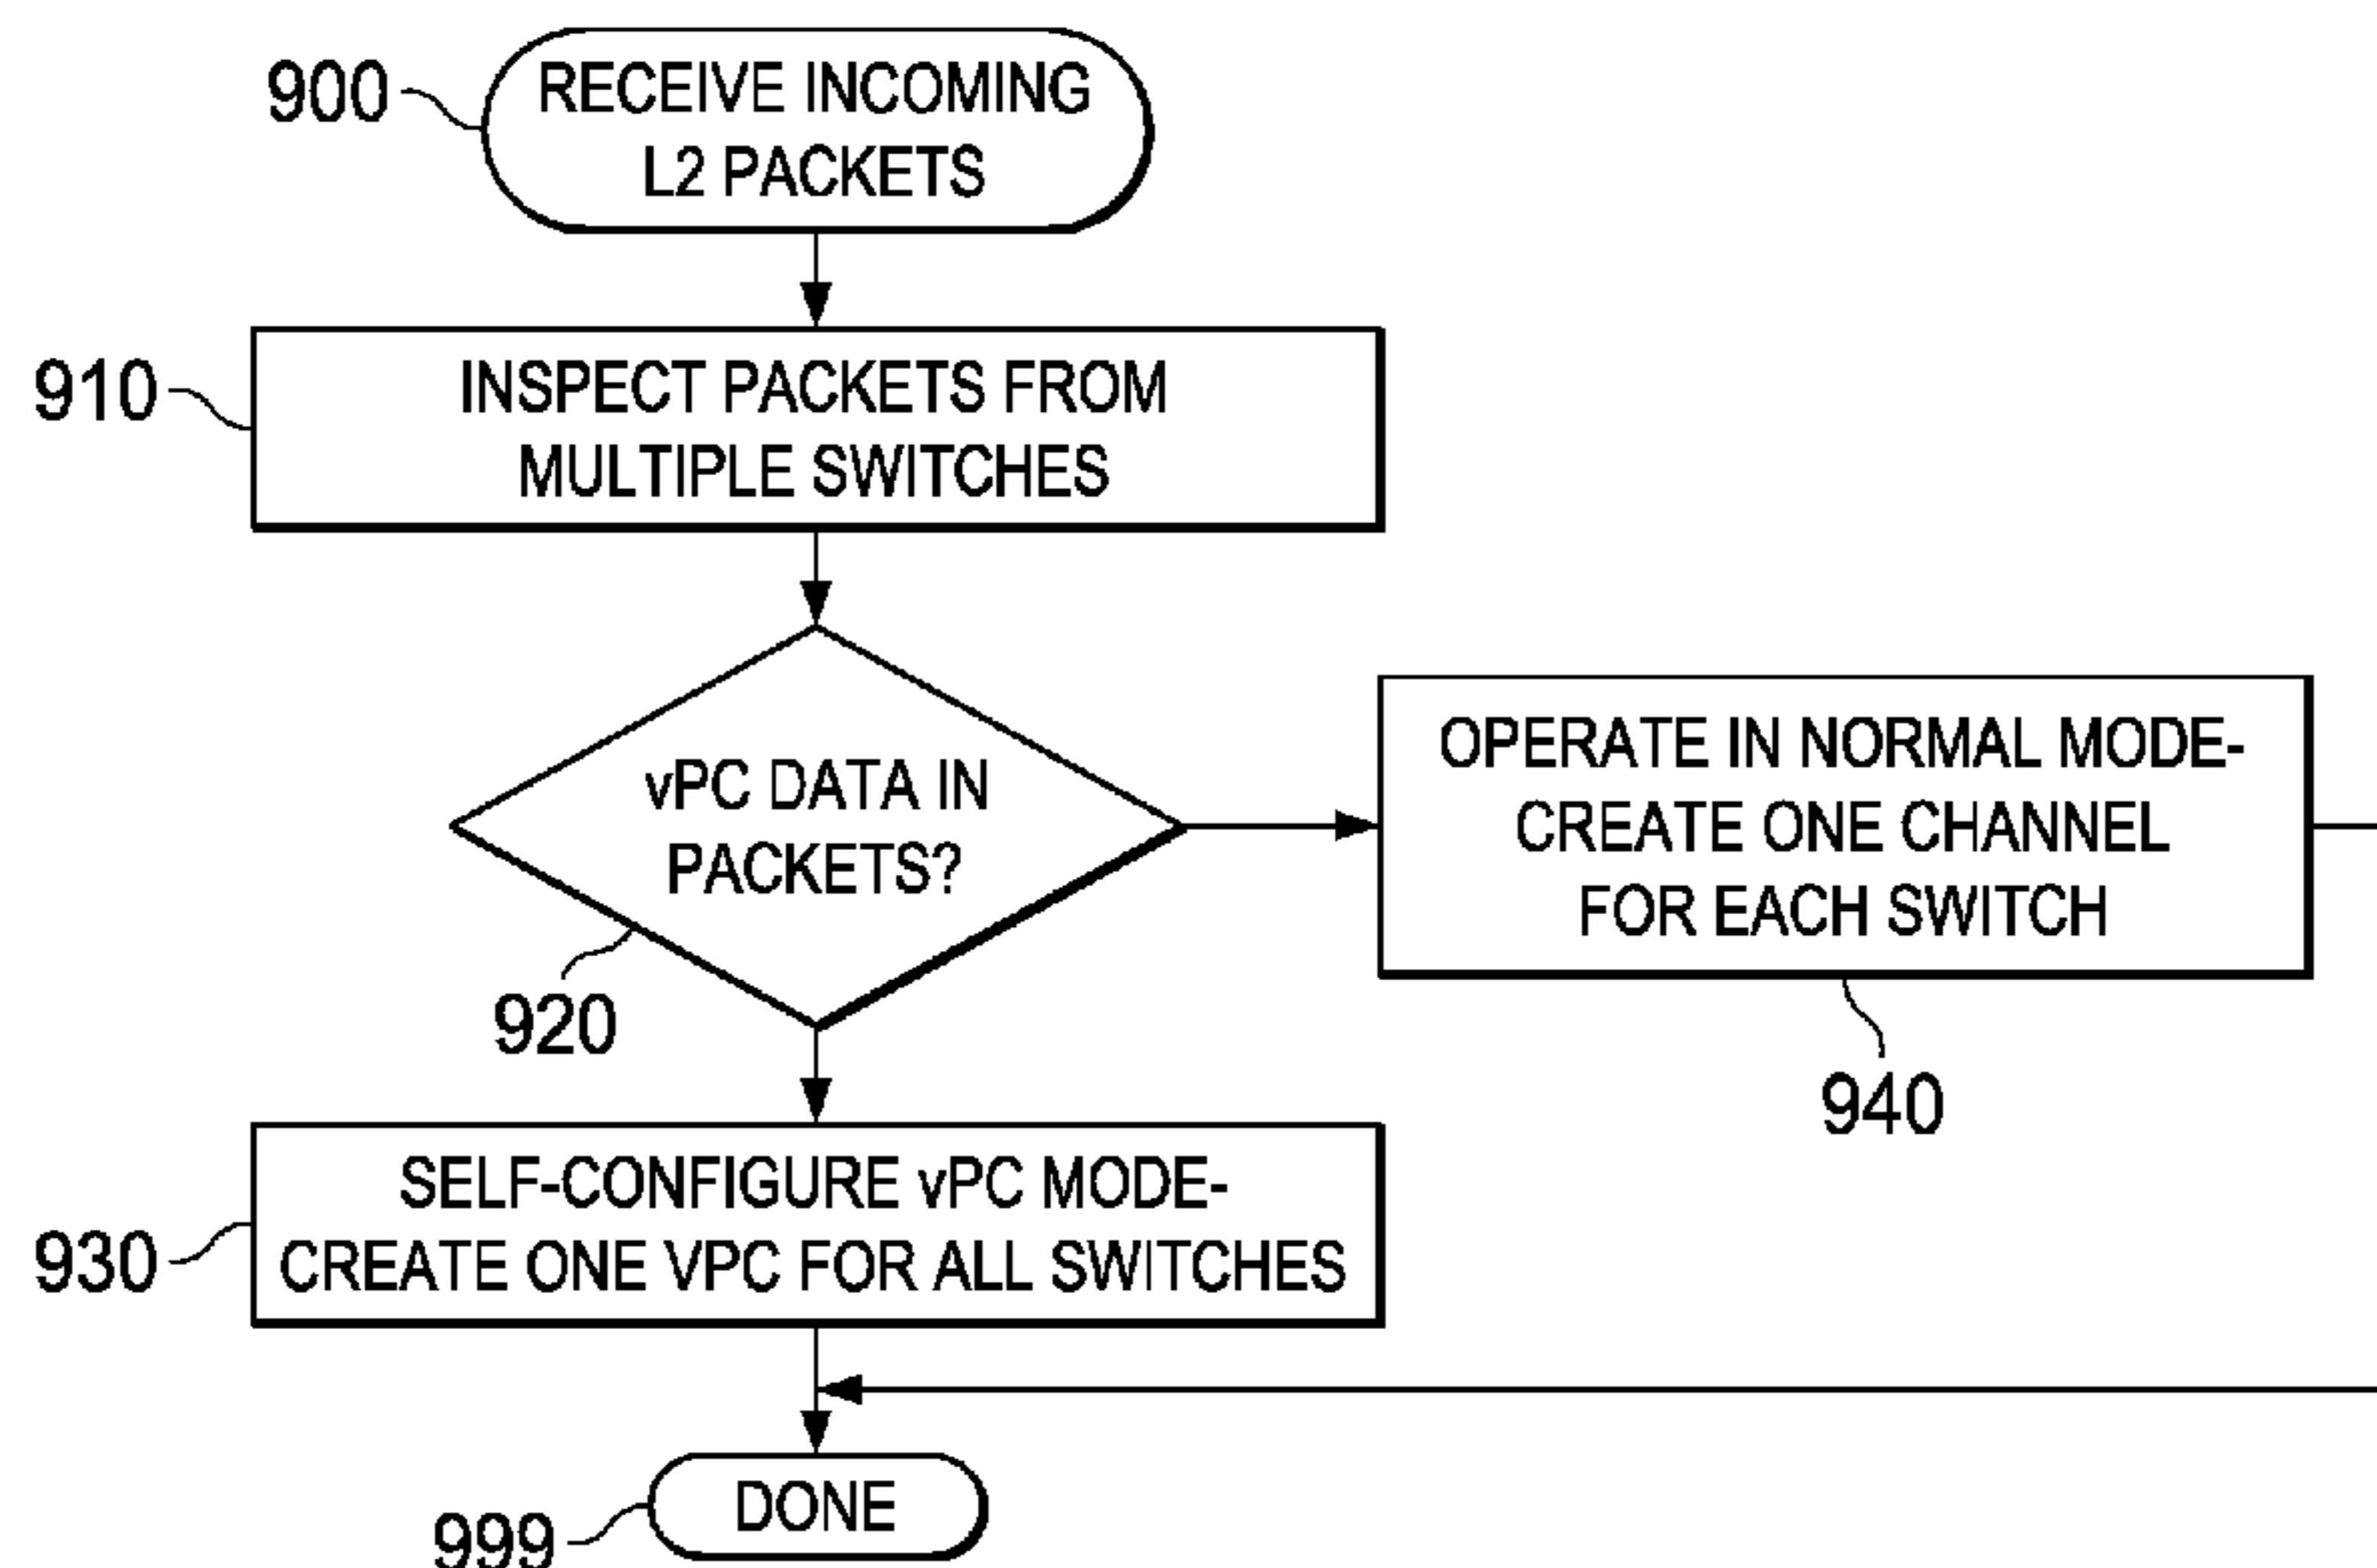 900
RECEIVE INCOMING
L2 PACKETS
910
INSPECT PACKETS FROM
MULTIPLE SWITCHES
vPC DATA IN
PACKETS?
920
OPERATE IN NORMAL MODE-
CREATE ONE CHANNEL
FOR EACH SWITCH
940
930
SELF-CONFIGURE vPC MODE-
CREATE ONE VPC FOR ALL SWITCHES
DONE
999